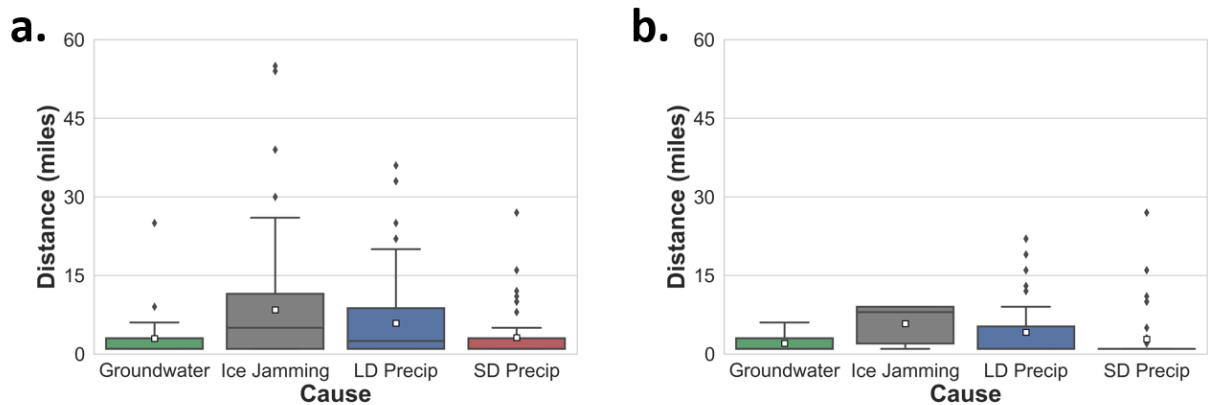 a.
60
45
30
15
0
Distance (miles)
Groundwater Ice Jamming LD Precip SD Precip
Cause
b.
60
45
30
15
0
Distance (miles)
Groundwater Ice Jamming LD Precip SD Precip
Cause